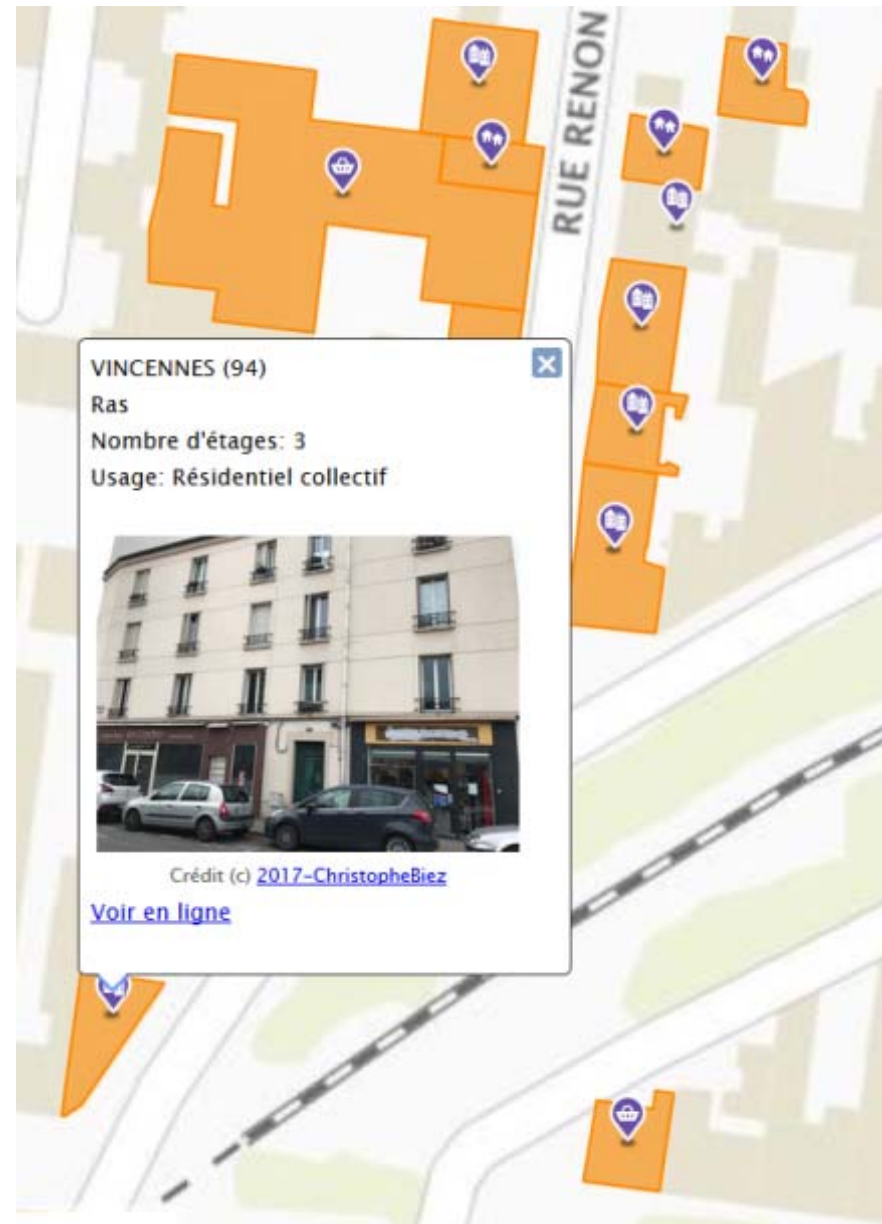 RUE RENON
VINCENNES (94)
Ras
Nombre d'étages: 3
Usage: Résidentiel collectif
Crédit (c) 2017-ChristopheBiez
Voir en ligne